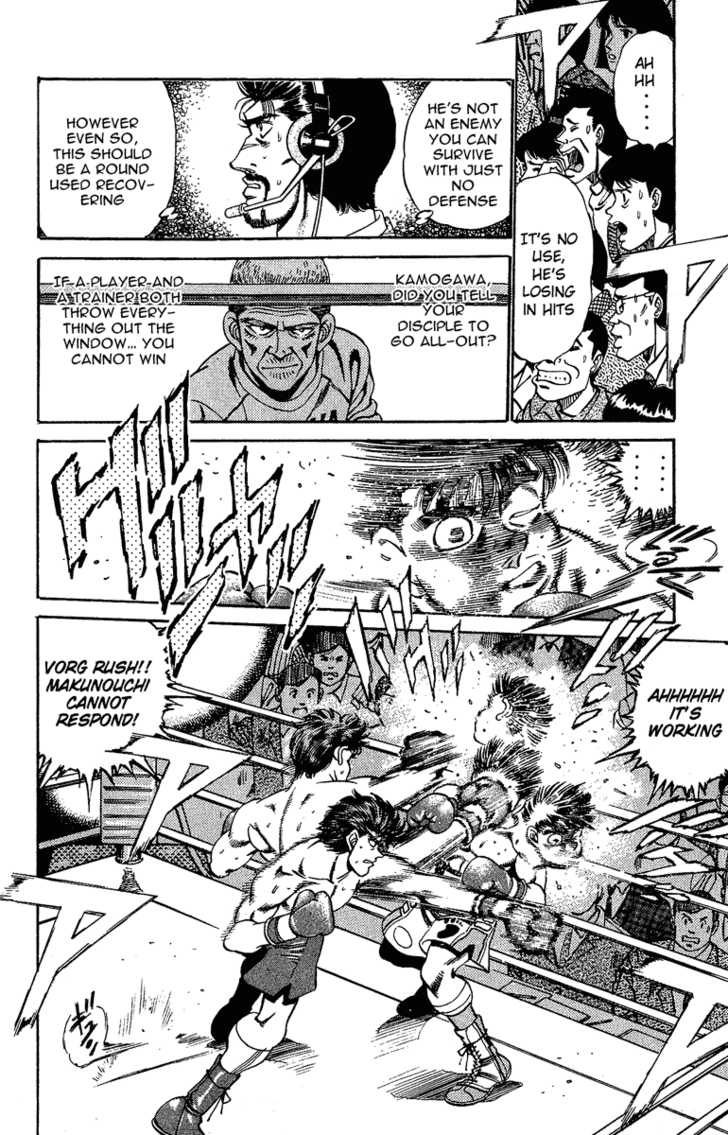 AH
HH
....
IT'S NO
USE,
HE'S
LOSING
IN HITS
HE'S NOT
AN ENEMY
YOU CAN
SURVIVE
WITH JUST
NO
DEFENSE
HOWEVER
EVEN SO,
THIS SHOULD
BE A ROUND
USED RECOV-
ERING
KAMOGAWA,
DID YOU TELL
YOUR
DISCIPLE TO
GO ALL-OUT?
IF A PLAYER AND
A TRAINER BOTH
THROW EVERY-
THING OUT THE
WINDOW... YOU
CANNOT WIN
AHHHHHH
IT'S
WORKING
VORG RUSH!!
MAKUNOUCHI
CANNOT
RESPOND!